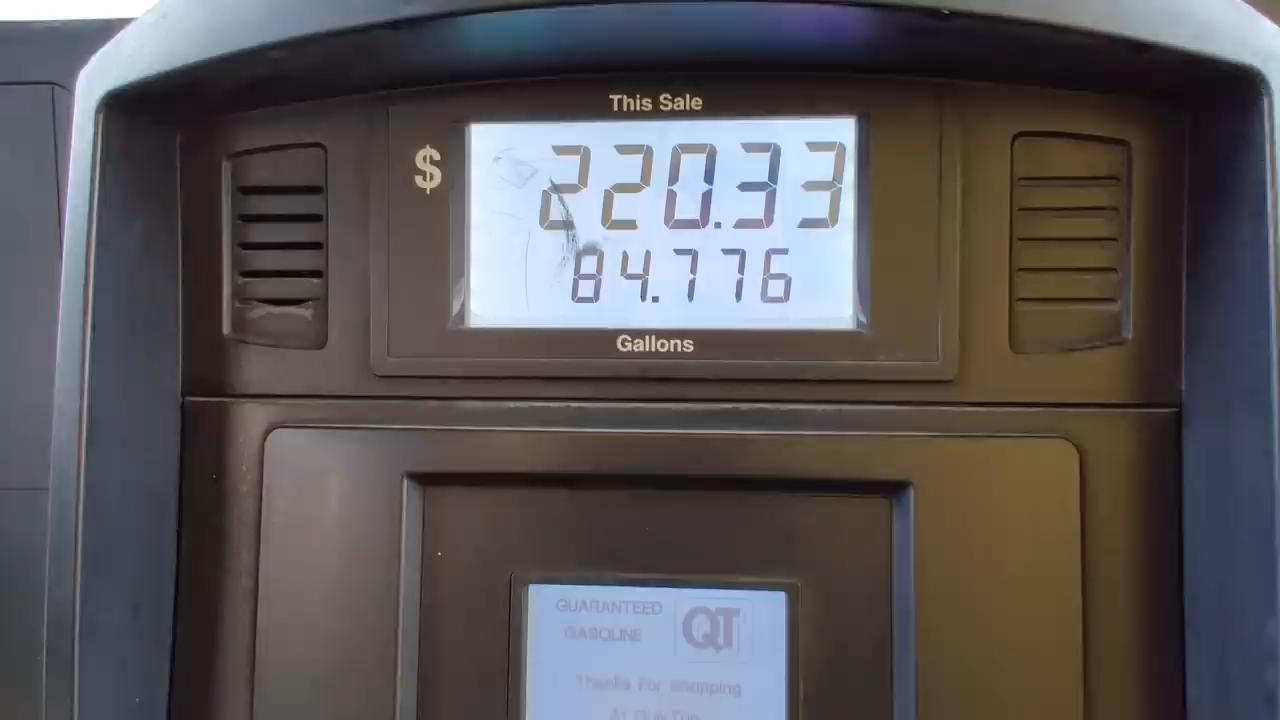 This Sale
$ 220.33
84.776
Gallons
GUARANTEED
GASOLINE
QT
Thanks For Shopping